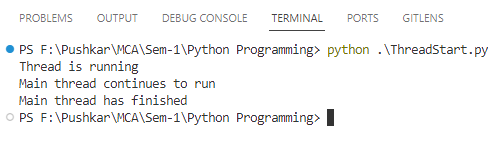 PROBLEMS OUTPUT DEBUG CONSOLE TERMINAL PORTS GITLENS
PS F:\Pushkar\MCA\Sem-1\Python Programming> python .\ThreadStart.py
Thread is running
Main thread continues to run
Main thread has finished
PS F:\Pushkar\MCA\Sem-1\Python Programming>